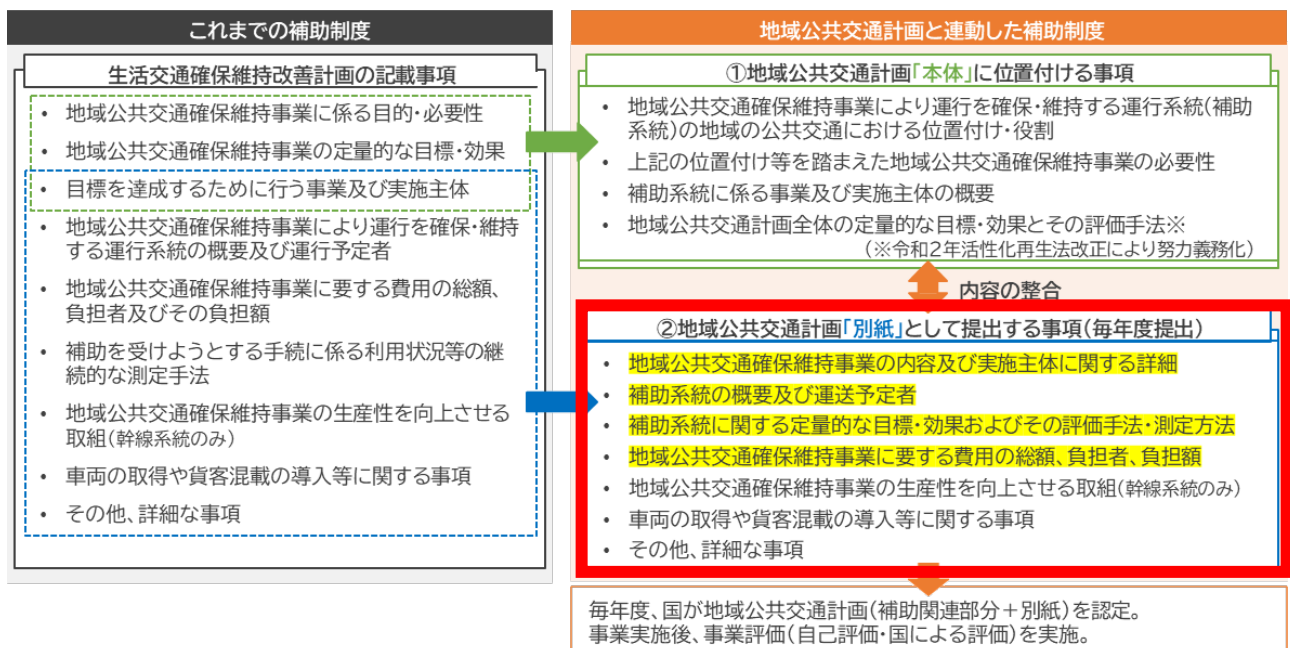 これまでの補助制度
生活交通確保維持改善計画の記載事項
• 地域公共交通確保維持事業に係る目的・必要性
• 地域公共交通確保維持事業の定量的な目標・効果
• 目標を達成するために行う事業及び実施主体
• 地域公共交通確保維持事業により運行を確保・維持
する運行系統の概要及び運行予定者
• 地域公共交通確保維持事業に要する費用の総額、
負担者及びその負担額
• 補助を受けようとする手続に係る利用状況等の継
続的な測定手法
• 地域公共交通確保維持事業の生産性を向上させる
取組(幹線系統のみ)
• 車両の取得や貨客混載の導入等に関する事項
• その他、詳細な事項
地域公共交通計画と連動した補助制度
①地域公共交通計画「本体」に位置付ける事項
• 地域公共交通確保維持事業により運行を確保・維持する運行系統(補助
系統)の地域の公共交通における位置付け・役割
• 上記の位置付け等を踏まえた地域公共交通確保維持事業の必要性
• 補助系統に係る事業及び実施主体の概要
• 地域公共交通計画全体の定量的な目標・効果とその評価手法※
(※令和2年活性化再生法改正により努力義務化)
内容の整合
②地域公共交通計画「別紙」として提出する事項(毎年度提出)
• 地域公共交通確保維持事業の内容及び実施主体に関する詳細
• 補助系統の概要及び運送予定者
• 補助系統に関する定量的な目標・効果およびその評価手法・測定方法
• 地域公共交通確保維持事業に要する費用の総額、負担者、負担額
• 地域公共交通確保維持事業の生産性を向上させる取組(幹線系統のみ)
• 車両の取得や貨客混載の導入等に関する事項
• その他、詳細な事項
毎年度、国が地域公共交通計画(補助関連部分+別紙)を認定。
事業実施後、事業評価(自己評価・国による評価)を実施。